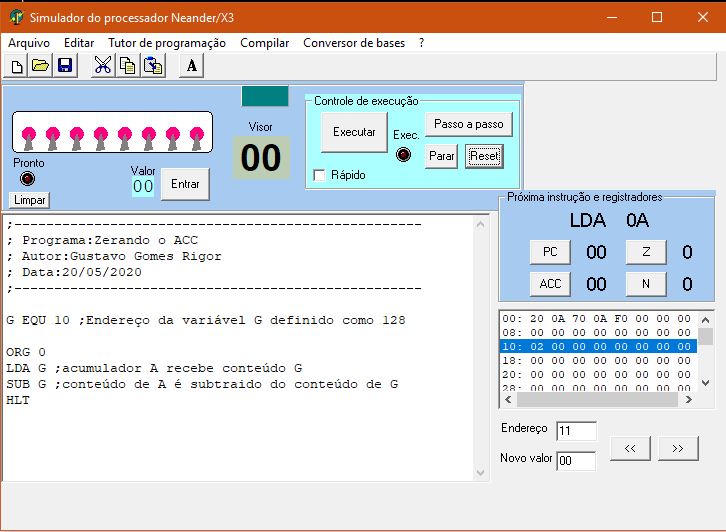 Simulador do processador Neander/X3
Arquivo Editar Tutor de programação Compilar Conversor de bases ?
A
Pronto
Limpar
Valor
00
Entrar
Visor
00
Controle de execução
Executar
Exec.
Passo a passo
Parar
Reset
Rápido
Próxima instrução e registradores
LDA 0A
PC 00 Z 0
ACC 00 N 0
;---------------------------------------------------
; Programa:Zerando o ACC
; Autor:Gustavo Gomes Rigor
; Data:20/05/2020
;---------------------------------------------------
G EQU 10 ;Endereço da variável G definido como 128
ORG 0
LDA G ;acumulador A recebe conteúdo G
SUB G ;conteúdo de A é subtraido do conteúdo de G
HLT
00: 20 0A 70 0A F0 00 00 00
08: 00 00 00 00 00 00 00 00
10: 02 00 00 00 00 00 00 00
18: 00 00 00 00 00 00 00 00
20: 00 00 00 00 00 00 00 00
28: 00 00 00 00 00 00 00 00
Endereço 11
Novo valor 00
<< >>